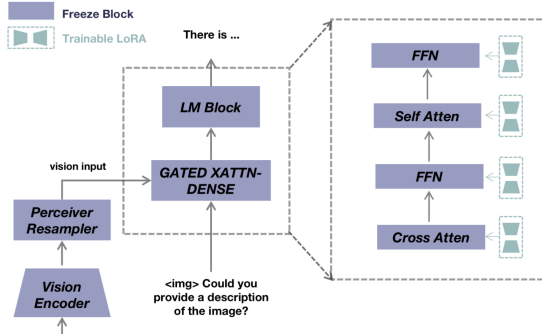 Freeze Block
Trainable LoRA
There is ...
LM Block
GATED XATTN-
DENSE
vision input
Perceiver
Resampler
Vision
Encoder
<img> Could you
provide a description
of the image?
FFN
Self Atten
FFN
Cross Atten